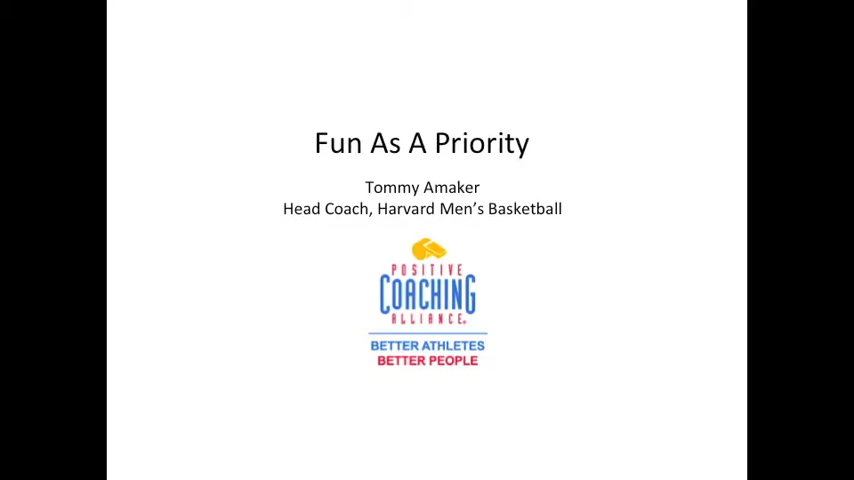 Fun As A Priority
Tommy Amaker
Head Coach, Harvard Men's Basketball
POSITIVE
COACHING
ALLIANCE®
BETTER ATHLETES
BETTER PEOPLE